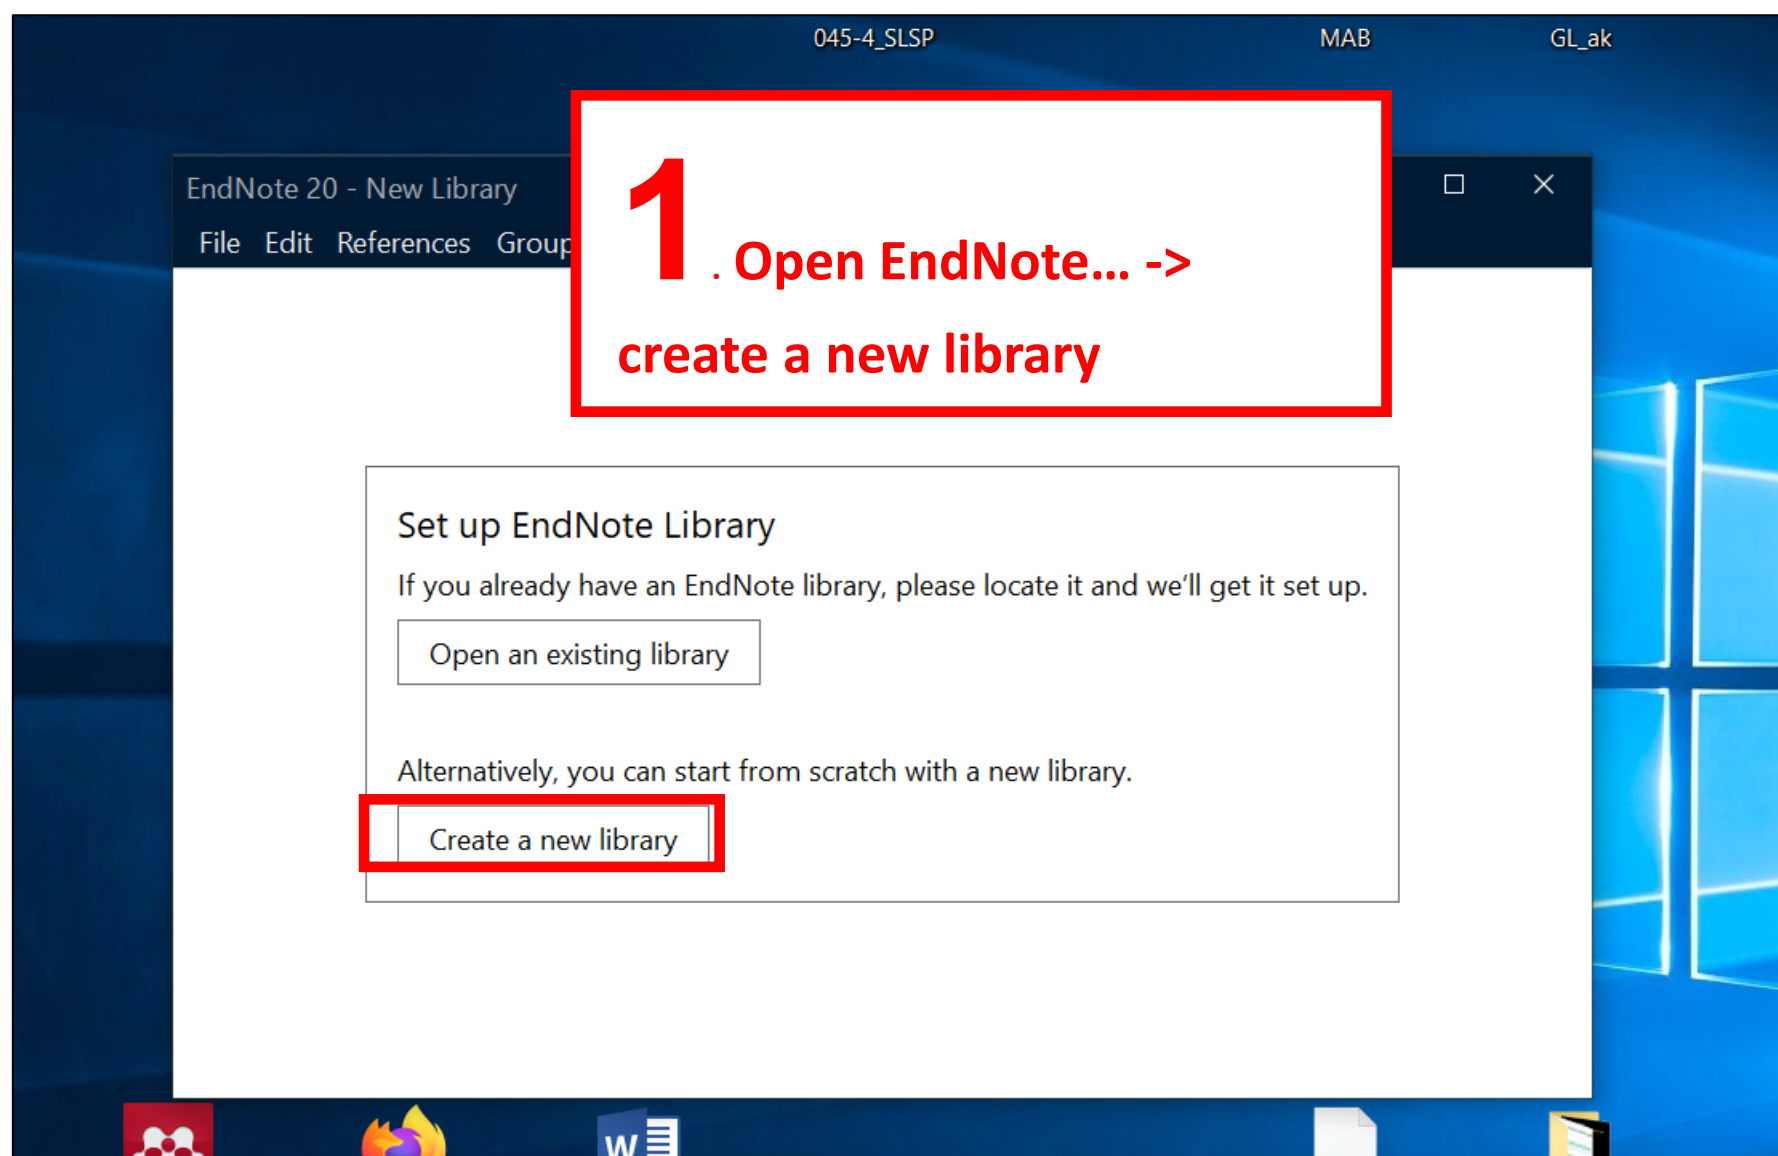 045-4_SLSP MAB GL_ak
EndNote 20 - New Library
File Edit References Group
1. Open EndNote... ->
create a new library
Set up EndNote Library
If you already have an EndNote library, please locate it and we'll get it set up.
Open an existing library
Alternatively, you can start from scratch with a new library.
Create a new library
W